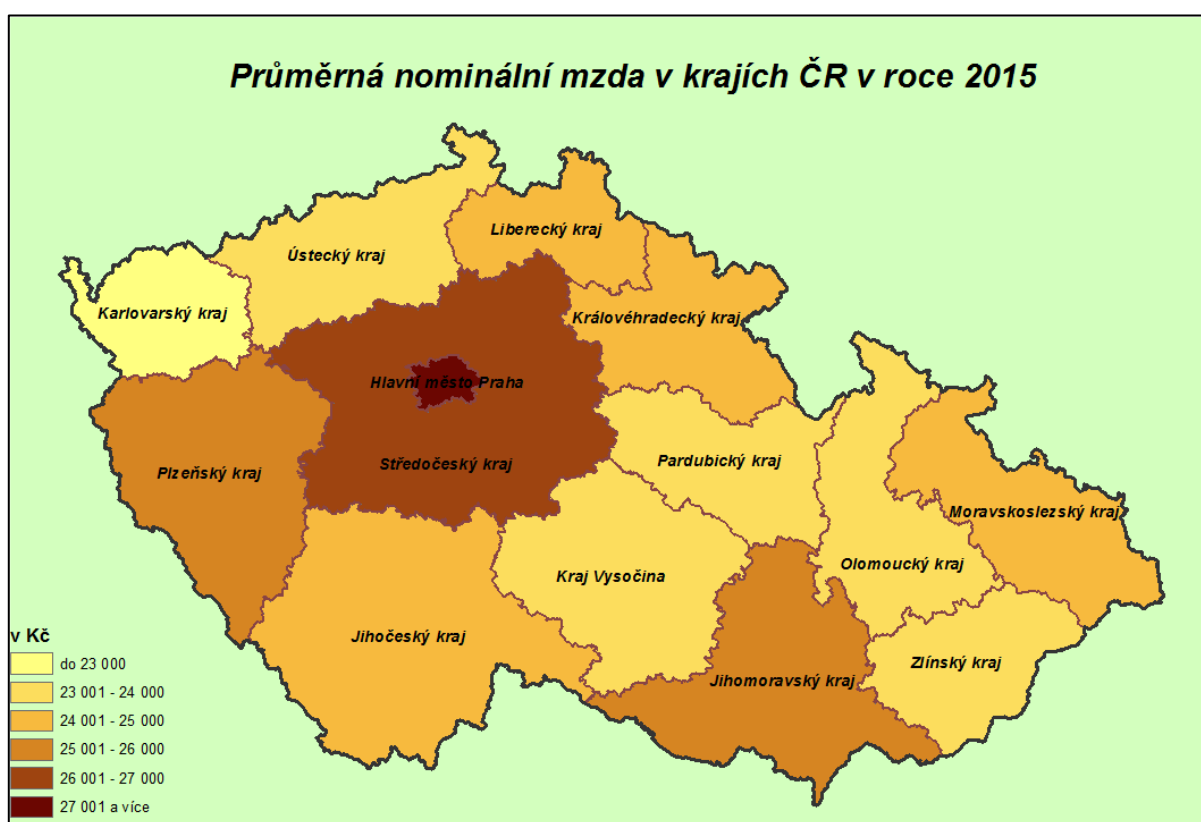 Průměrná nominální mzda v krajích ČR v roce 2015
Liberecký kraj
Ústecký kraj
Karlovarský kraj
Královéhradecký kraj
Hlavní město Praha
Pardubický kraj
Středočeský kraj
Plzeňský kraj
Moravskoslezský kraj
Olomoucký kraj
Kraj Vysočina
Jihočeský kraj
Zlínský kraj
Jihomoravský kraj
v Kč
do 23 000
23 001 - 24 000
24 001 - 25 000
25 001 - 26 000
26 001 - 27 000
27 001 a více